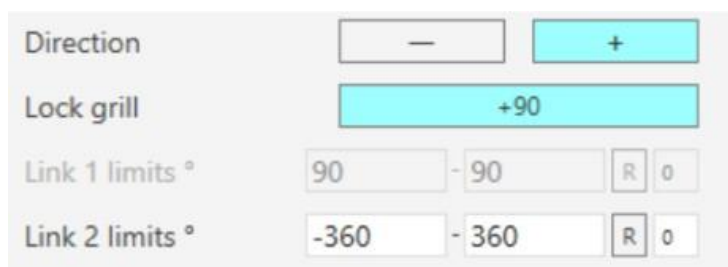 Direction — +
Lock grill +90
Link 1 limits ° 90 - 90 R 0
Link 2 limits ° -360 - 360 R 0